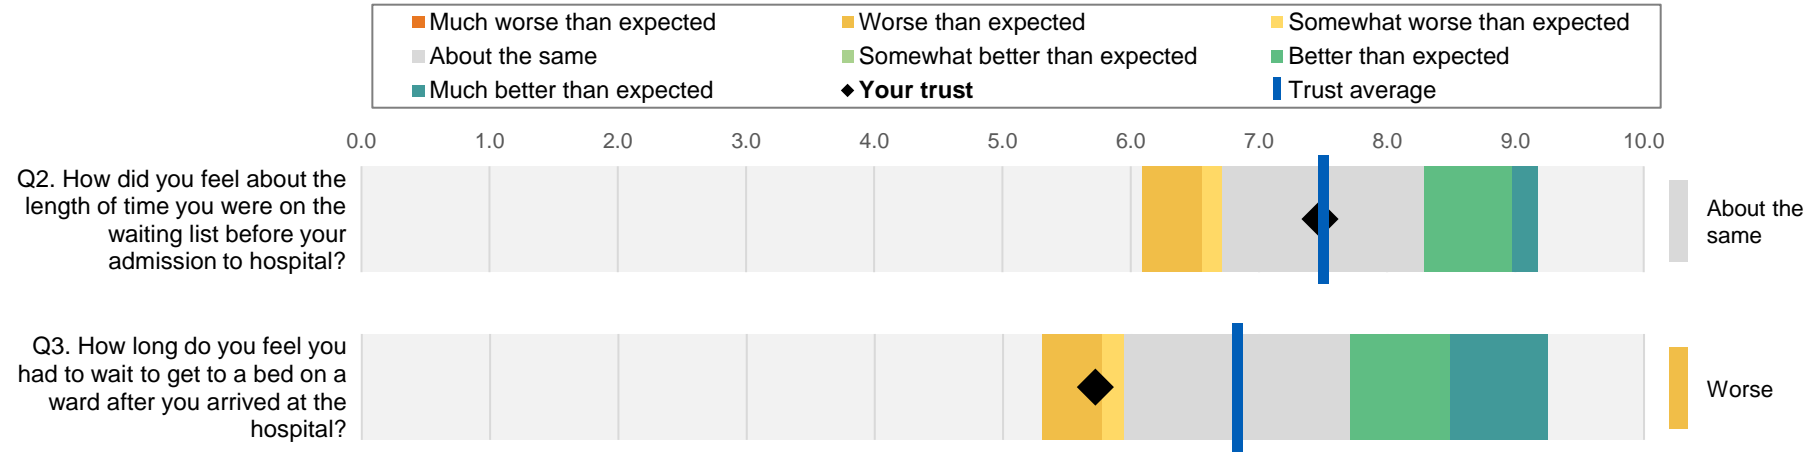 Much worse than expected
Worse than expected
Somewhat worse than expected
About the same
Somewhat better than expected
Better than expected
Much better than expected
Your trust
Trust average
0.0 1.0 2.0 3.0 4.0 5.0 6.0 7.0 8.0 9.0 10.0
Q2. How did you feel about the
length of time you were on the
waiting list before your
admission to hospital?
About the
same
Q3. How long do you feel you
had to wait to get to a bed on a
ward after you arrived at the
hospital?
Worse